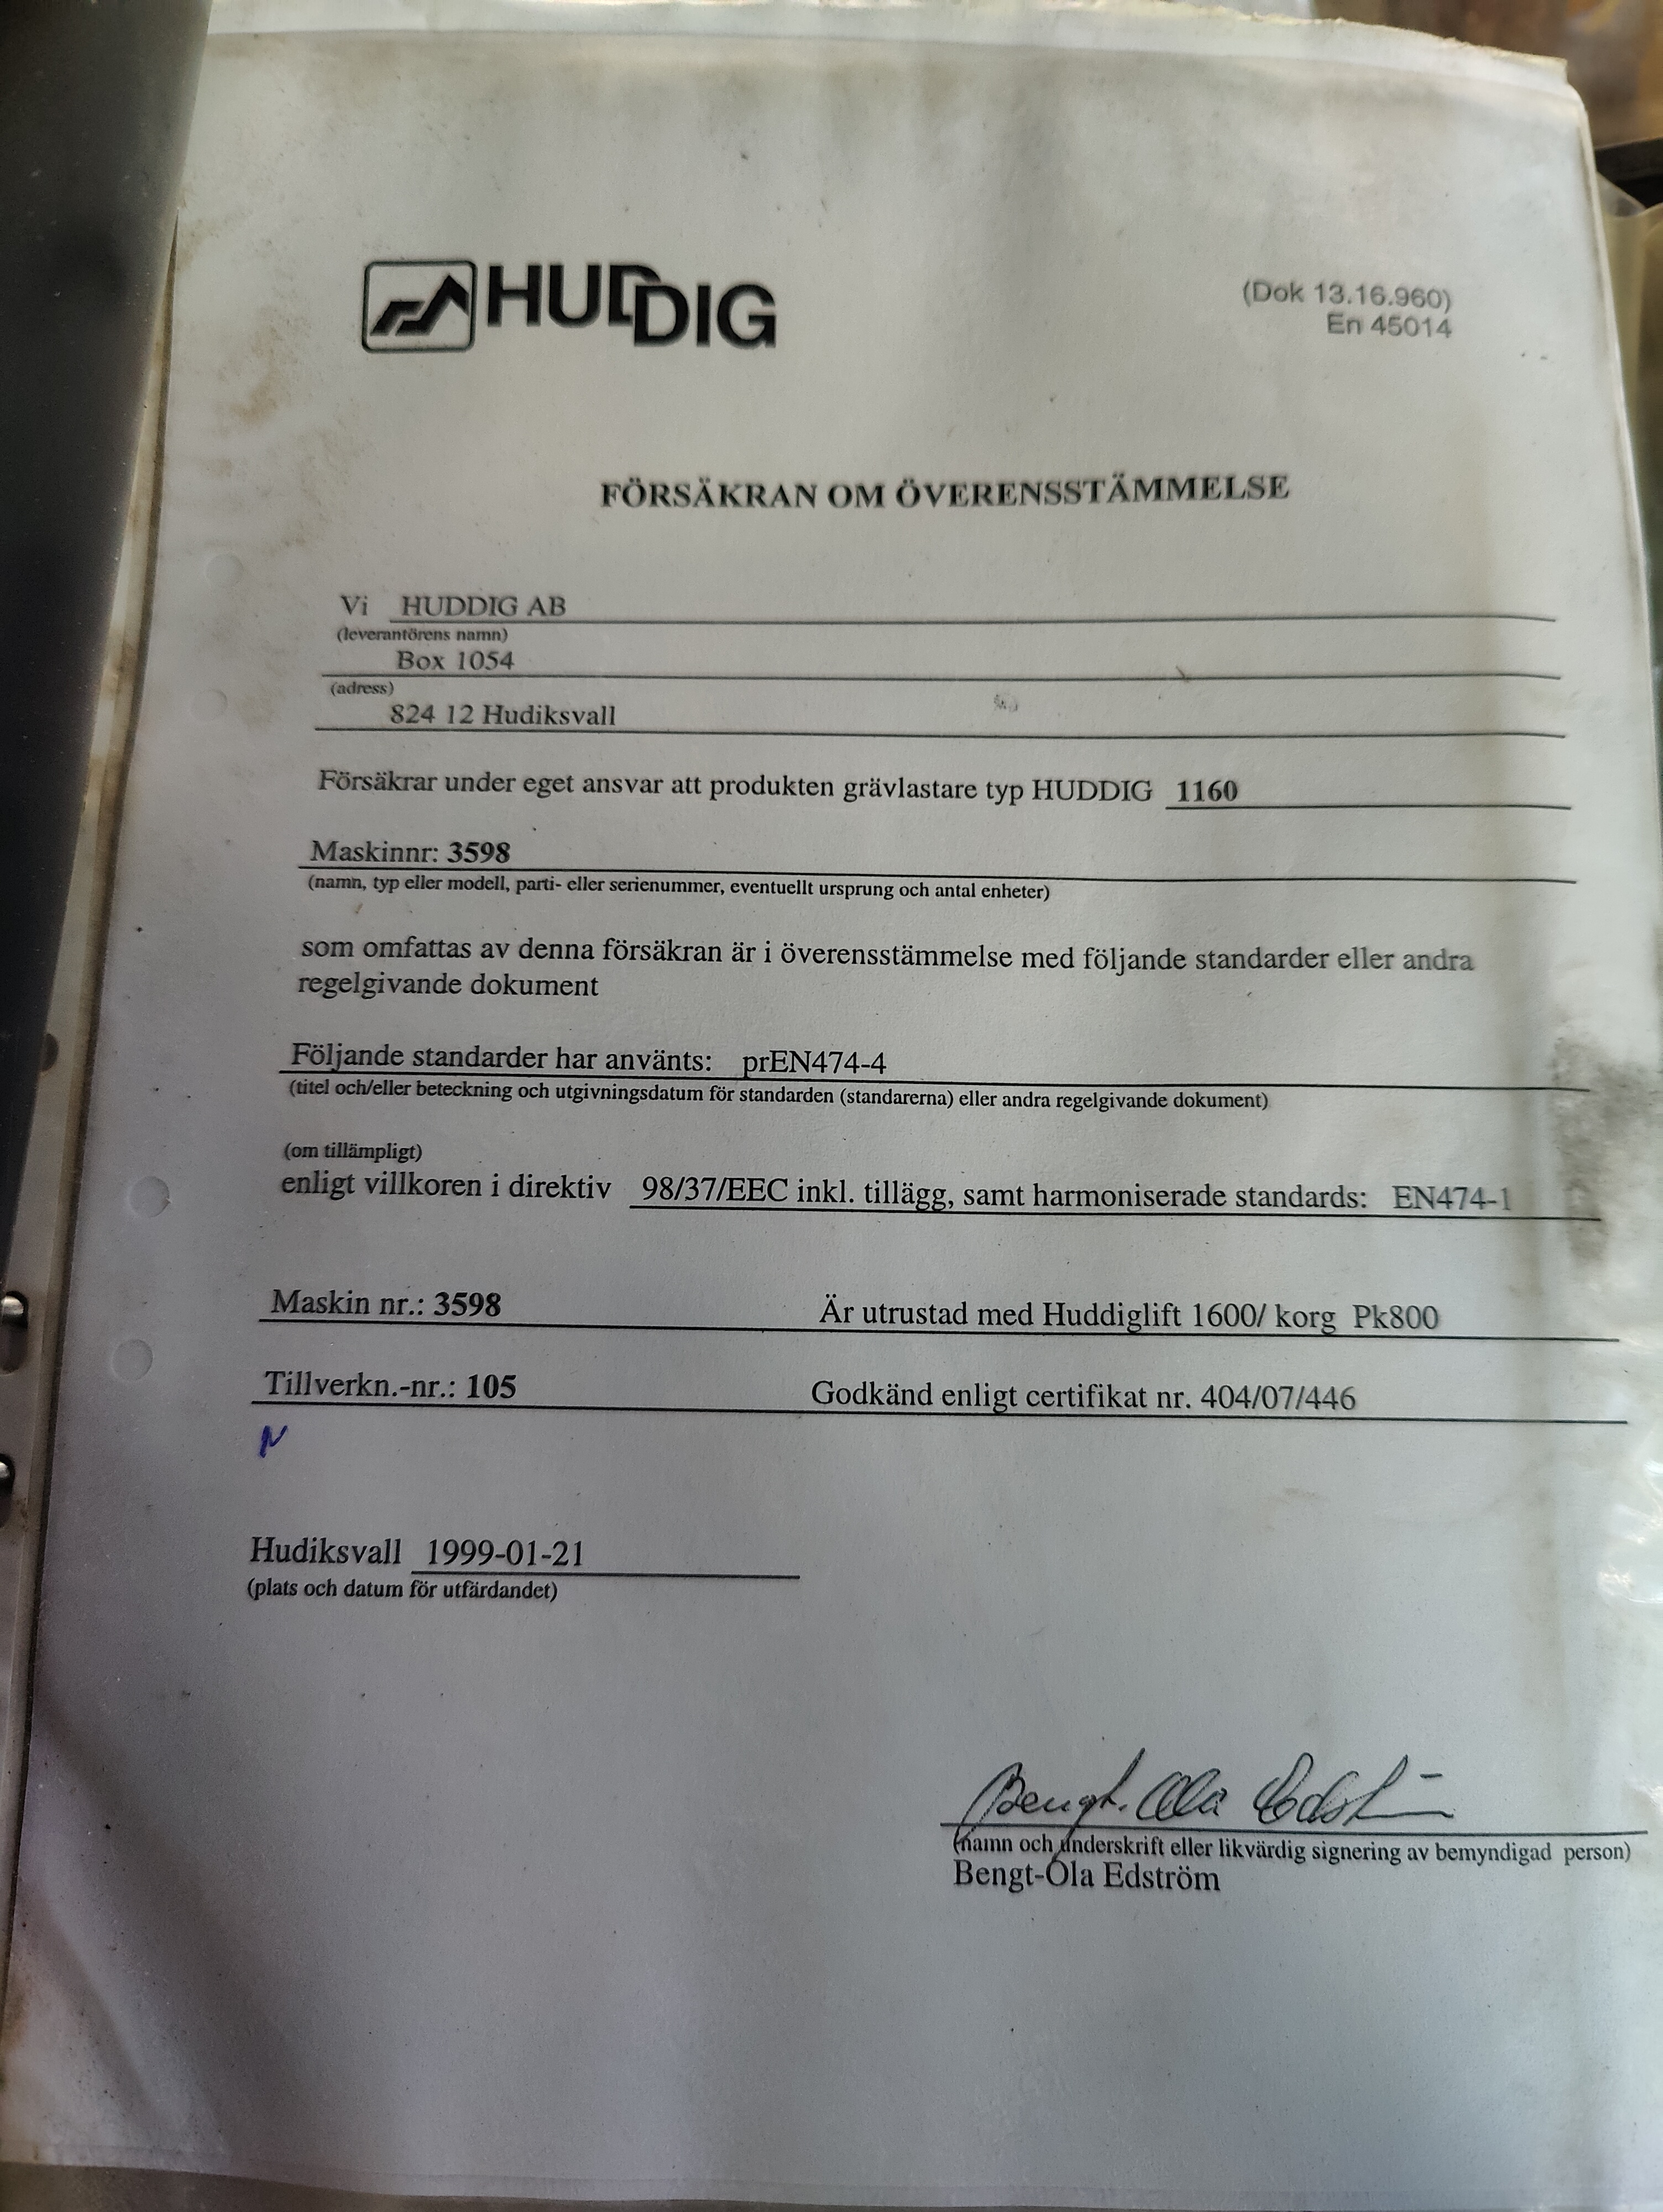 HUDDIG
(Dok 13.16.960)
En 45014
FÖRSÄKRAN OM ÖVERENSSTÄMMELSE
Vi HUDDIG AB
(leverantörens namn)
Box 1054
(adress)
824 12 Hudiksvall
Försäkrar under eget ansvar att produkten grävlastare typ HUDDIG 1160
Maskinnr: 3598
(namn, typ eller modell, parti- eller serienummer, eventuellt ursprung och antal enheter)
som omfattas av denna försäkran är i överensstämmelse med följande standarder eller andra
regelgivande dokument
Följande standarder har använts: prEN474-4
(titel och/eller beteckning och utgivningsdatum för standarden (standarerna) eller andra regelgivande dokument)
(om tillämpligt)
enligt villkoren i direktiv 98/37/EEC inkl. tillägg, samt harmoniserade standards: EN474-1
Maskin nr.: 3598 Är utrustad med Huddiglift 1600/ korg Pk800
Tillverkn.-nr.: 105 Godkänd enligt certifikat nr. 404/07/446
N
Hudiksvall 1999-01-21
(plats och datum för utfärdandet)
Bengt-Ola Edström
(namn och underskrift eller likvärdig signering av bemyndigad person)
Bengt-Ola Edström